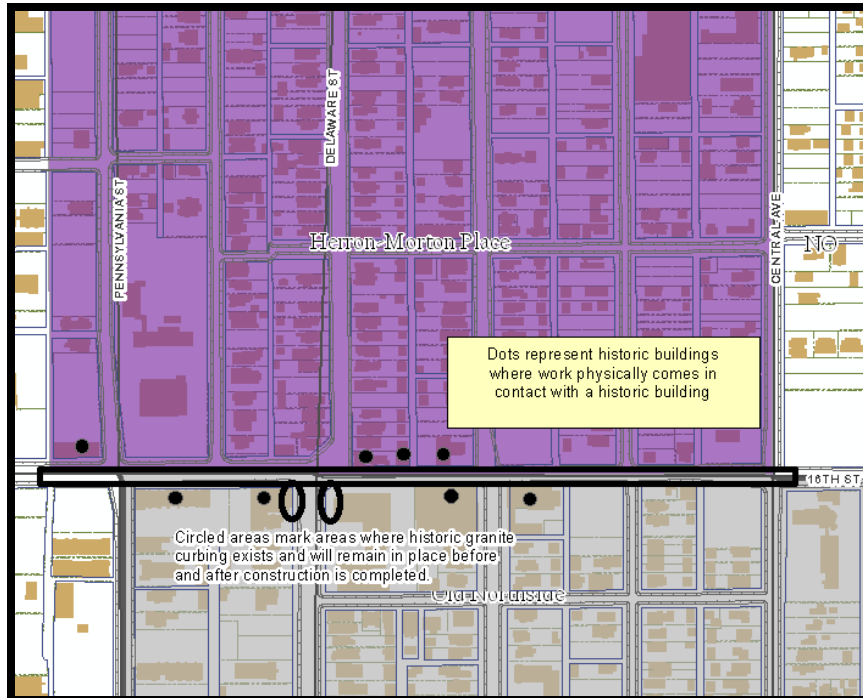 DELAWARE ST
PENNSYLVANIA ST
CENTRAL AVE
Herron-Morton Place
NO
Dots represent historic buildings
where work physically comes in
contact with a historic building
16TH ST
Circled areas mark areas where historic granite
curbing exists and will remain in place before
and after construction is completed.
Old Northside